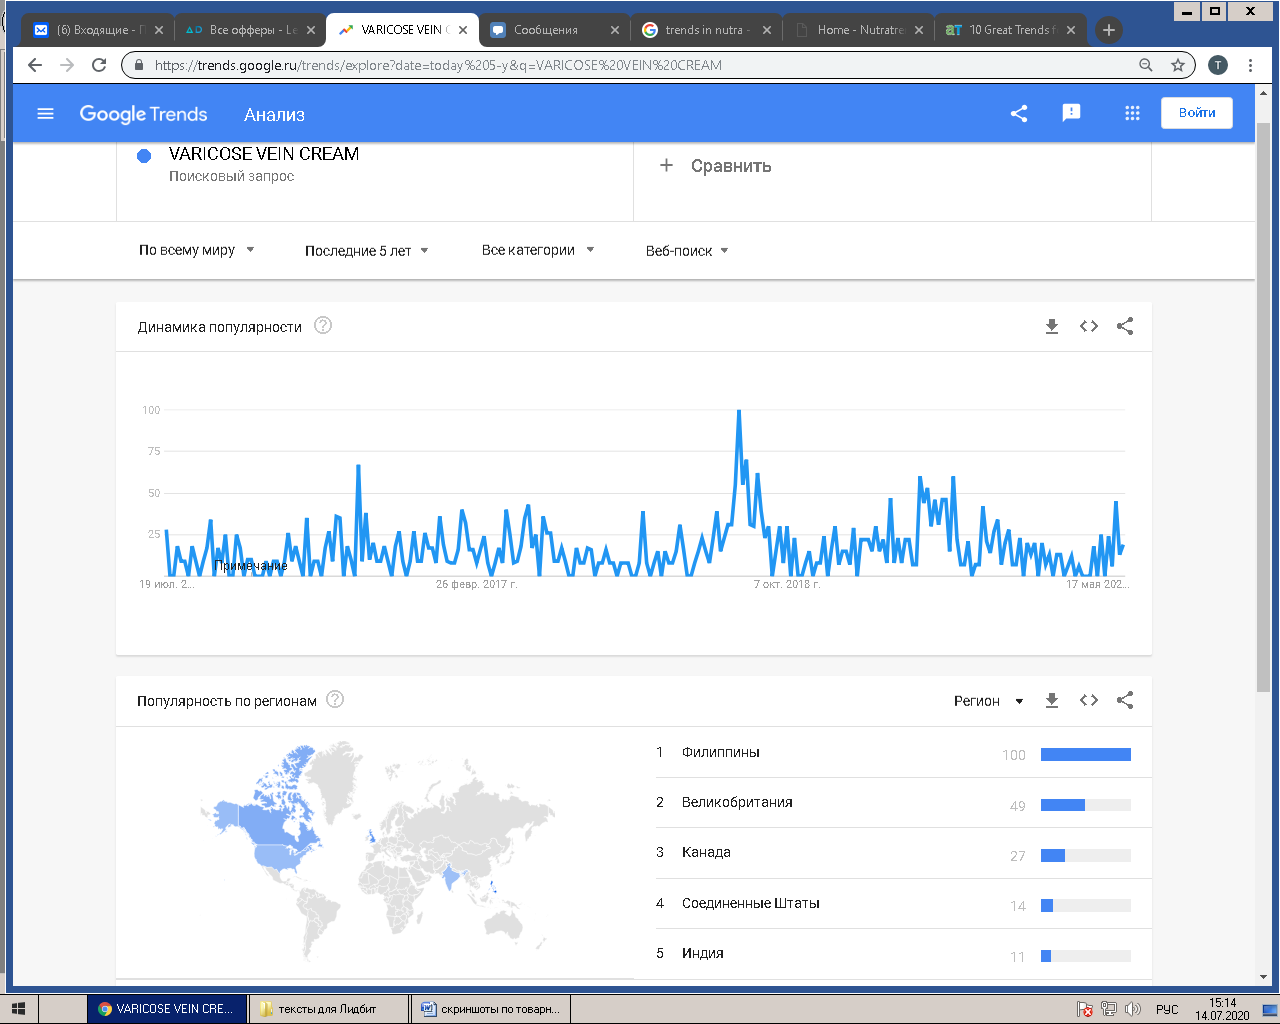 (6) Входящие - П
Все офферы - Le
VARICOSE VEIN C
Сообщения
trends in nutra -
Home - Nutratre
10 Great Trends f
https://trends.google.ru/trends/explore?date=today%205-y&q=VARICOSE%20VEIN%20CREAM
T
Google Trends
Анализ
Войти
VARICOSE VEIN CREAM
Поисковый запрос
+ Сравнить
По всему миру
Последние 5 лет
Все категории
Веб-поиск
Динамика популярности
100
75
50
25
Примечание
19 июл. 2...
26 февр. 2017 г.
7 окт. 2018 г.
17 мая 202...
Популярность по регионам
Регион
1 Филиппины 100
2 Великобритания 49
3 Канада 27
4 Соединенные Штаты 14
5 Индия 11
VARICOSE VEIN CRE...
тексты для Лидбит
скриншоты по товарн...
РУС
15:14
14.07.2020